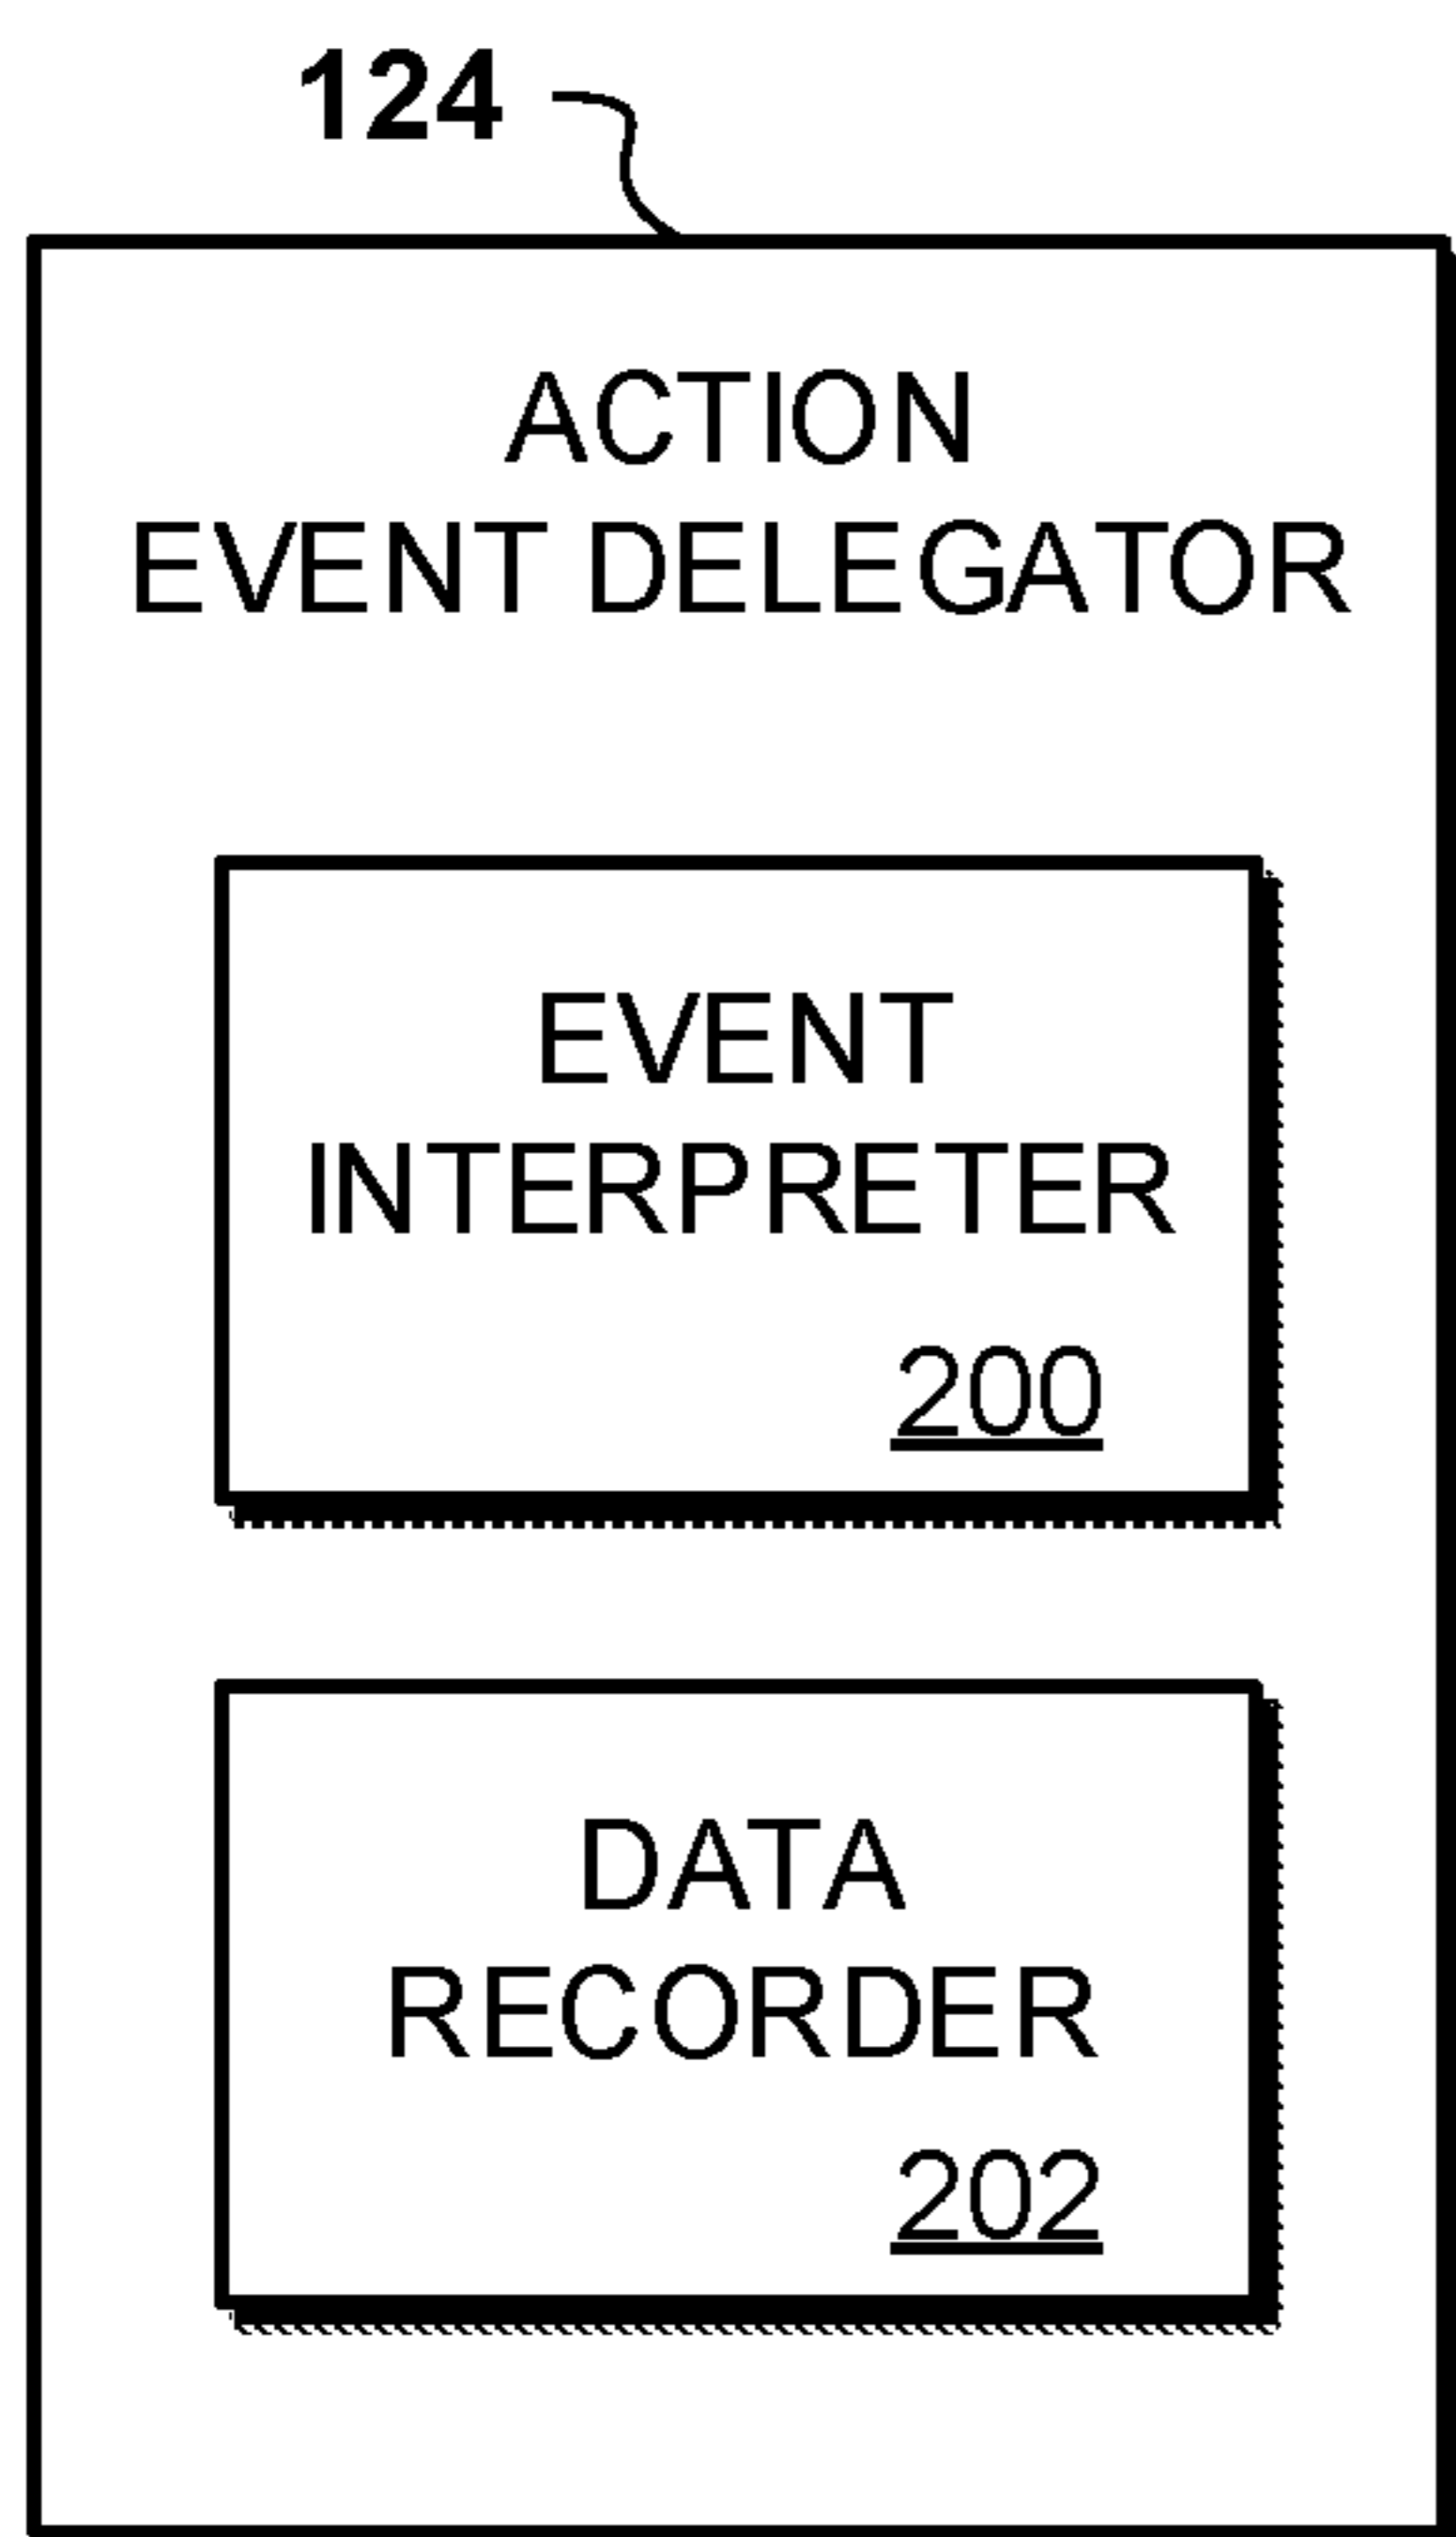 124
ACTION
EVENT DELEGATOR
EVENT
INTERPRETER
200
DATA
RECORDER
202